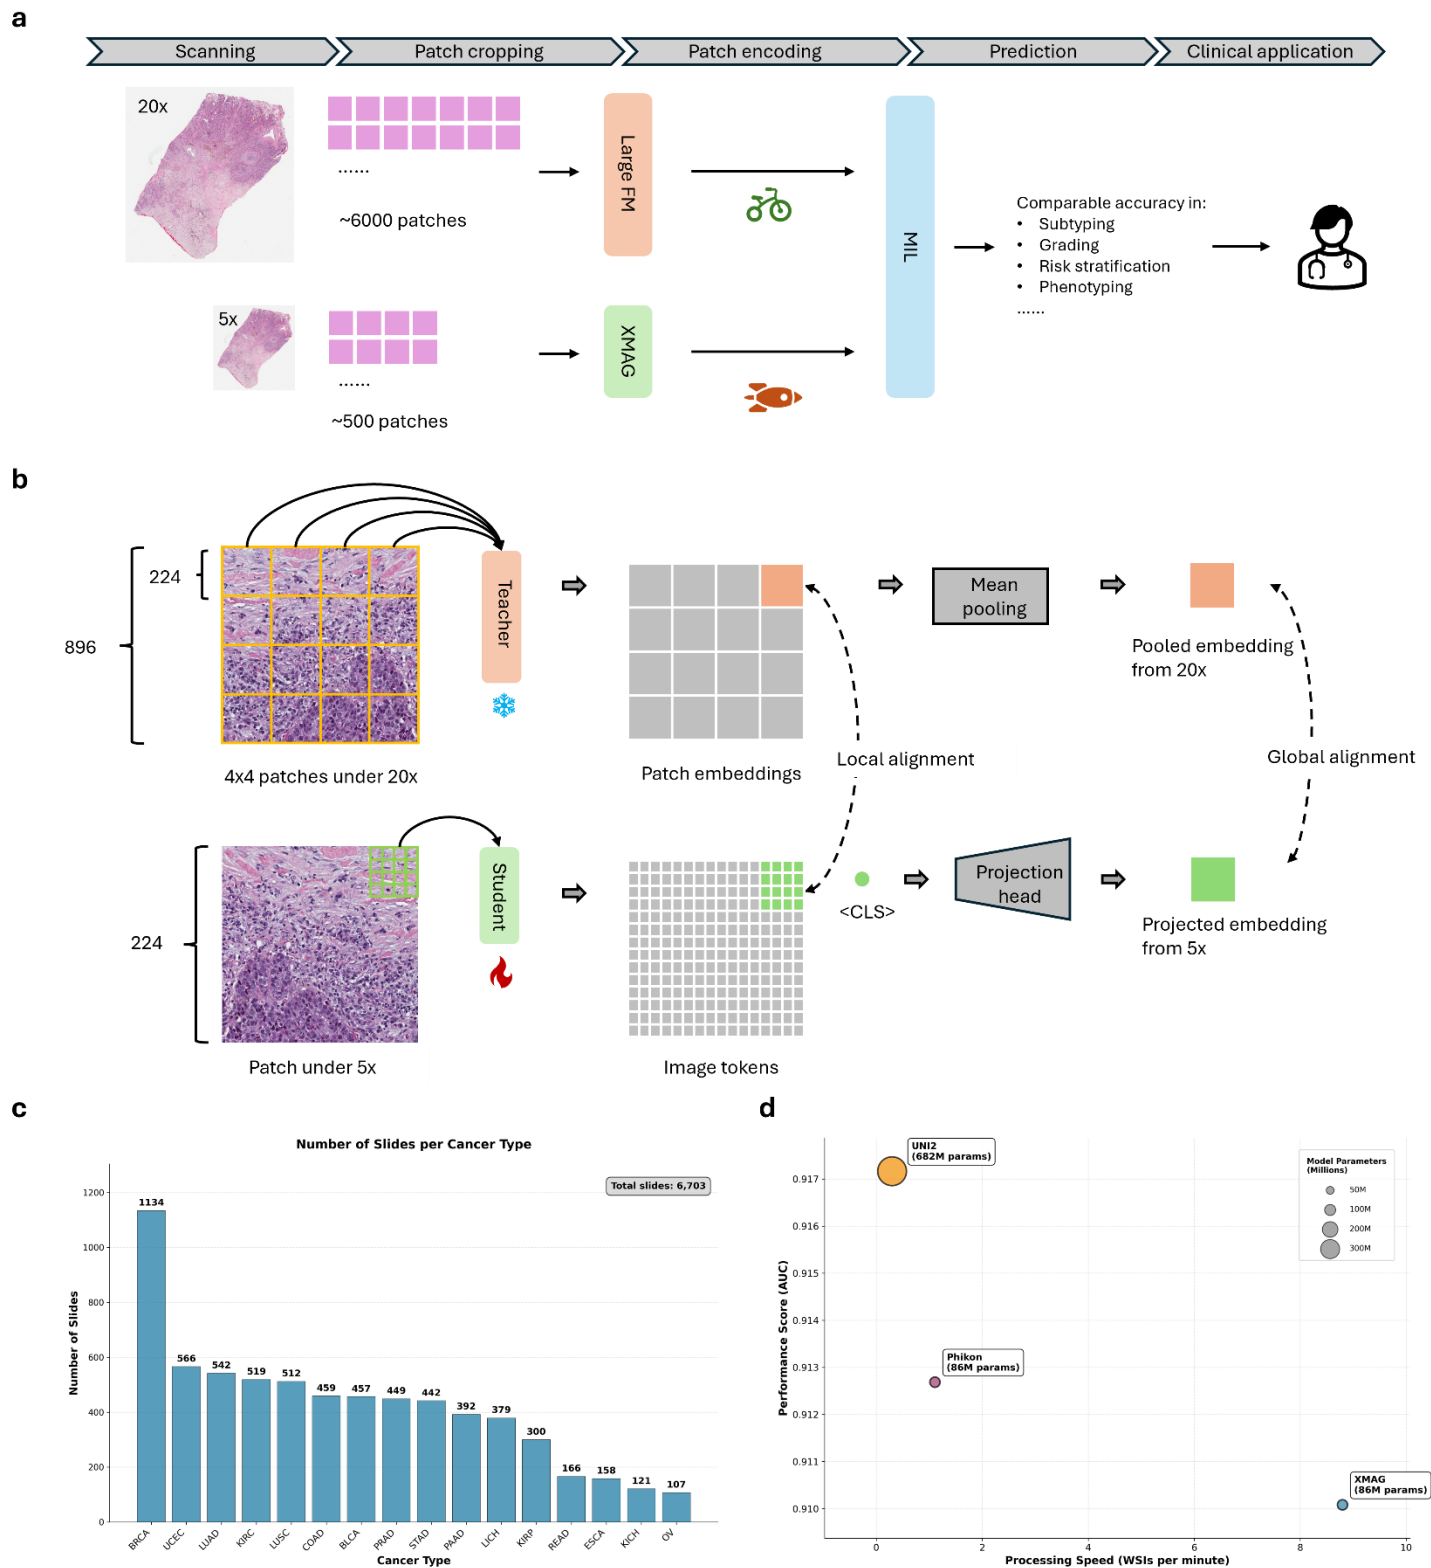 a
Scanning
Patch cropping
Patch encoding
Prediction
Clinical application
20x
......
~6000 patches
Large FM
5x
......
~500 patches
XMAG
MIL
Comparable accuracy in:
• Subtyping
• Grading
• Risk stratification
• Phenotyping
......
b
896
224
4x4 patches under 20x
Teacher
Patch embeddings
Mean
pooling
Pooled embedding
from 20x
Local alignment
Global alignment
224
Patch under 5x
Student
Image tokens
<CLS>
Projection
head
Projected embedding
from 5x
c
Number of Slides per Cancer Type
Total slides: 6,703
Number of Slides
1200
1000
800
600
400
200
0
1134
566
542
519
512
459
457
449
442
392
379
300
166
158
121
107
BRCA
UCEC
LUAD
KIRC
LUSC
COAD
BLCA
PRAD
STAD
PAAD
LICH
KIRP
READ
ESCA
KICH
OV
Cancer Type
d
Performance Score (AUC)
0.917
0.916
0.915
0.914
0.913
0.912
0.911
0.910
UNI2
(682M params)
Phikon
(86M params)
XMAG
(86M params)
Model Parameters
(Millions)
50M
100M
200M
300M
0
2
4
6
8
10
Processing Speed (WSIs per minute)